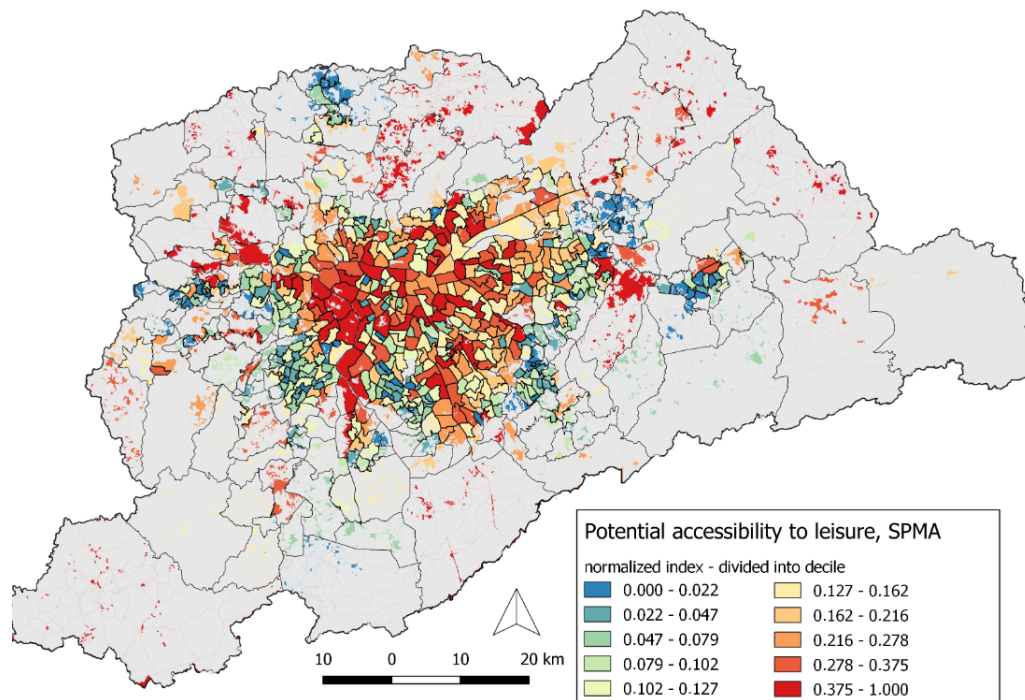 Potential accessibility to leisure, SPMA
normalized index - divided into decile
0.000 - 0.022
0.022 - 0.047
0.047 - 0.079
0.079 - 0.102
0.102 - 0.127
0.127 - 0.162
0.162 - 0.216
0.216 - 0.278
0.278 - 0.375
0.375 - 1.000
10 0 10 20 km